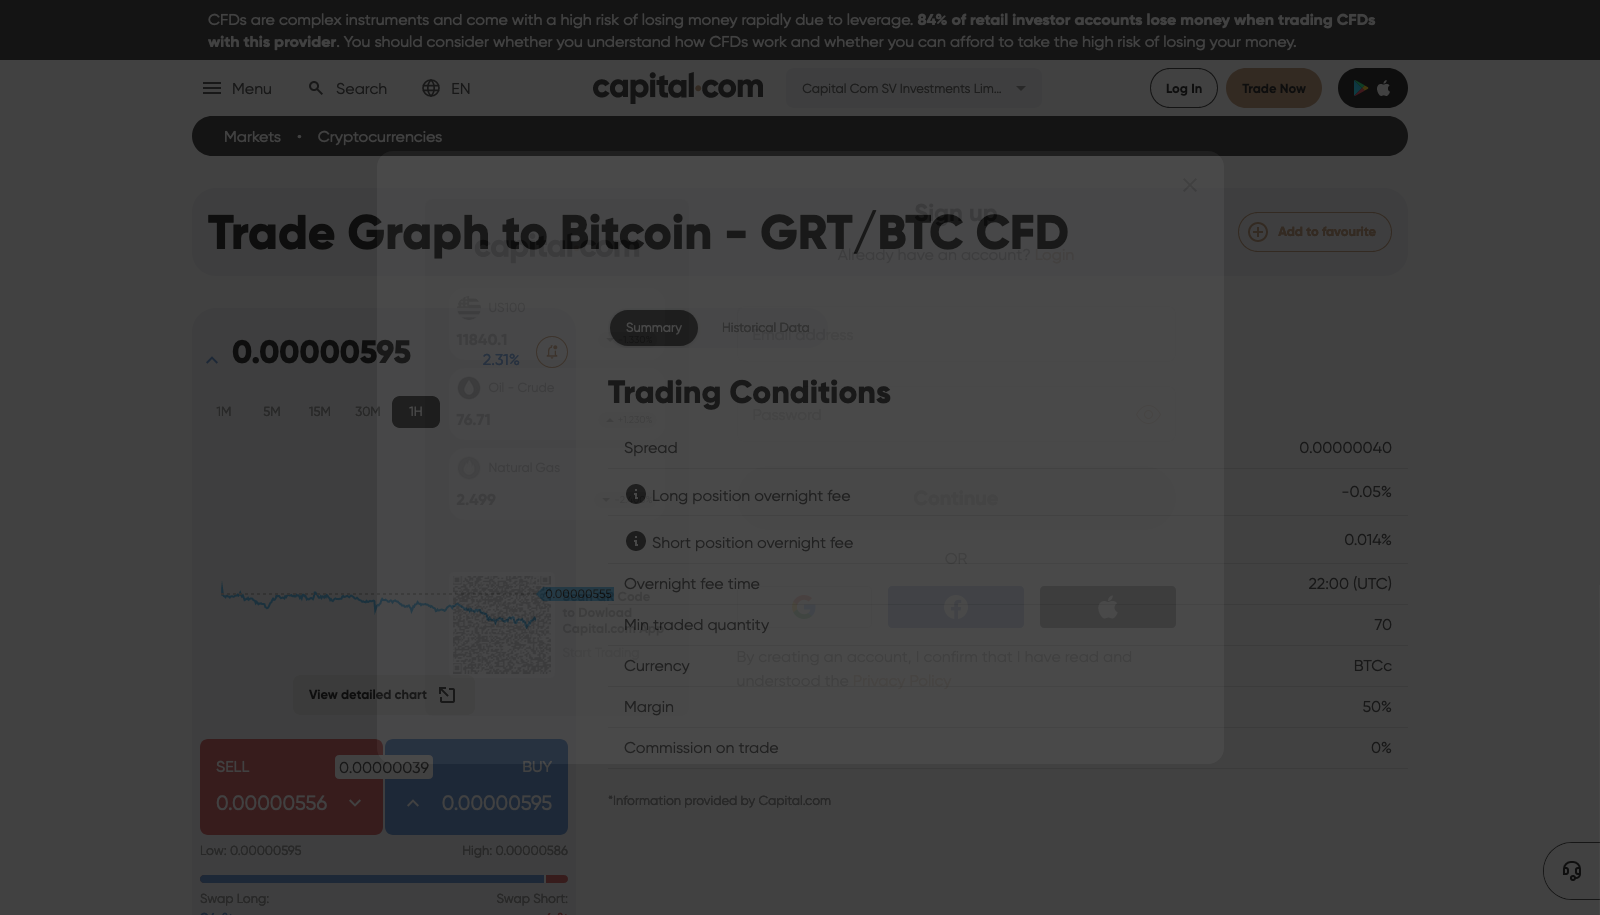 CFDs are complex instruments and come with a high risk of losing money rapidly due to leverage. 84% of retail investor accounts lose money when trading CFDs
with this provider. You should consider whether you understand how CFDs work and whether you can afford to take the high risk of losing your money.
Menu Search EN capital.com Capital Com SV Investments Lim... Log In Trade Now
Markets • Cryptocurrencies
Trade Graph to Bitcoin - GRT/BTC CFD
Add to favourite
Sign up
capital.com
Already have an account? Login
US100
11840.1
Summary Historical Data
Email address
0.00000595
2.31%
Oil - Crude
76.71
+1.210%
1M 5M 15M 30M 1H
Trading Conditions
Password
Natural Gas
2.499
Spread 0.00000040
Long position overnight fee -0.05%
Continue
Short position overnight fee 0.014%
OR
Overnight fee time 22:00 (UTC)
0.00000555
Code
to Dowload
Capital.com App
Min traded quantity 70
Currency BTCc
By creating an account, I confirm that I have read and
understood the Privacy Policy
View detailed chart
Margin 50%
Commission on trade 0%
SELL 0.00000039 BUY
0.00000556 0.00000595
*Information provided by Capital.com
Low: 0.00000595 High: 0.00000586
Swap Long: Swap Short: